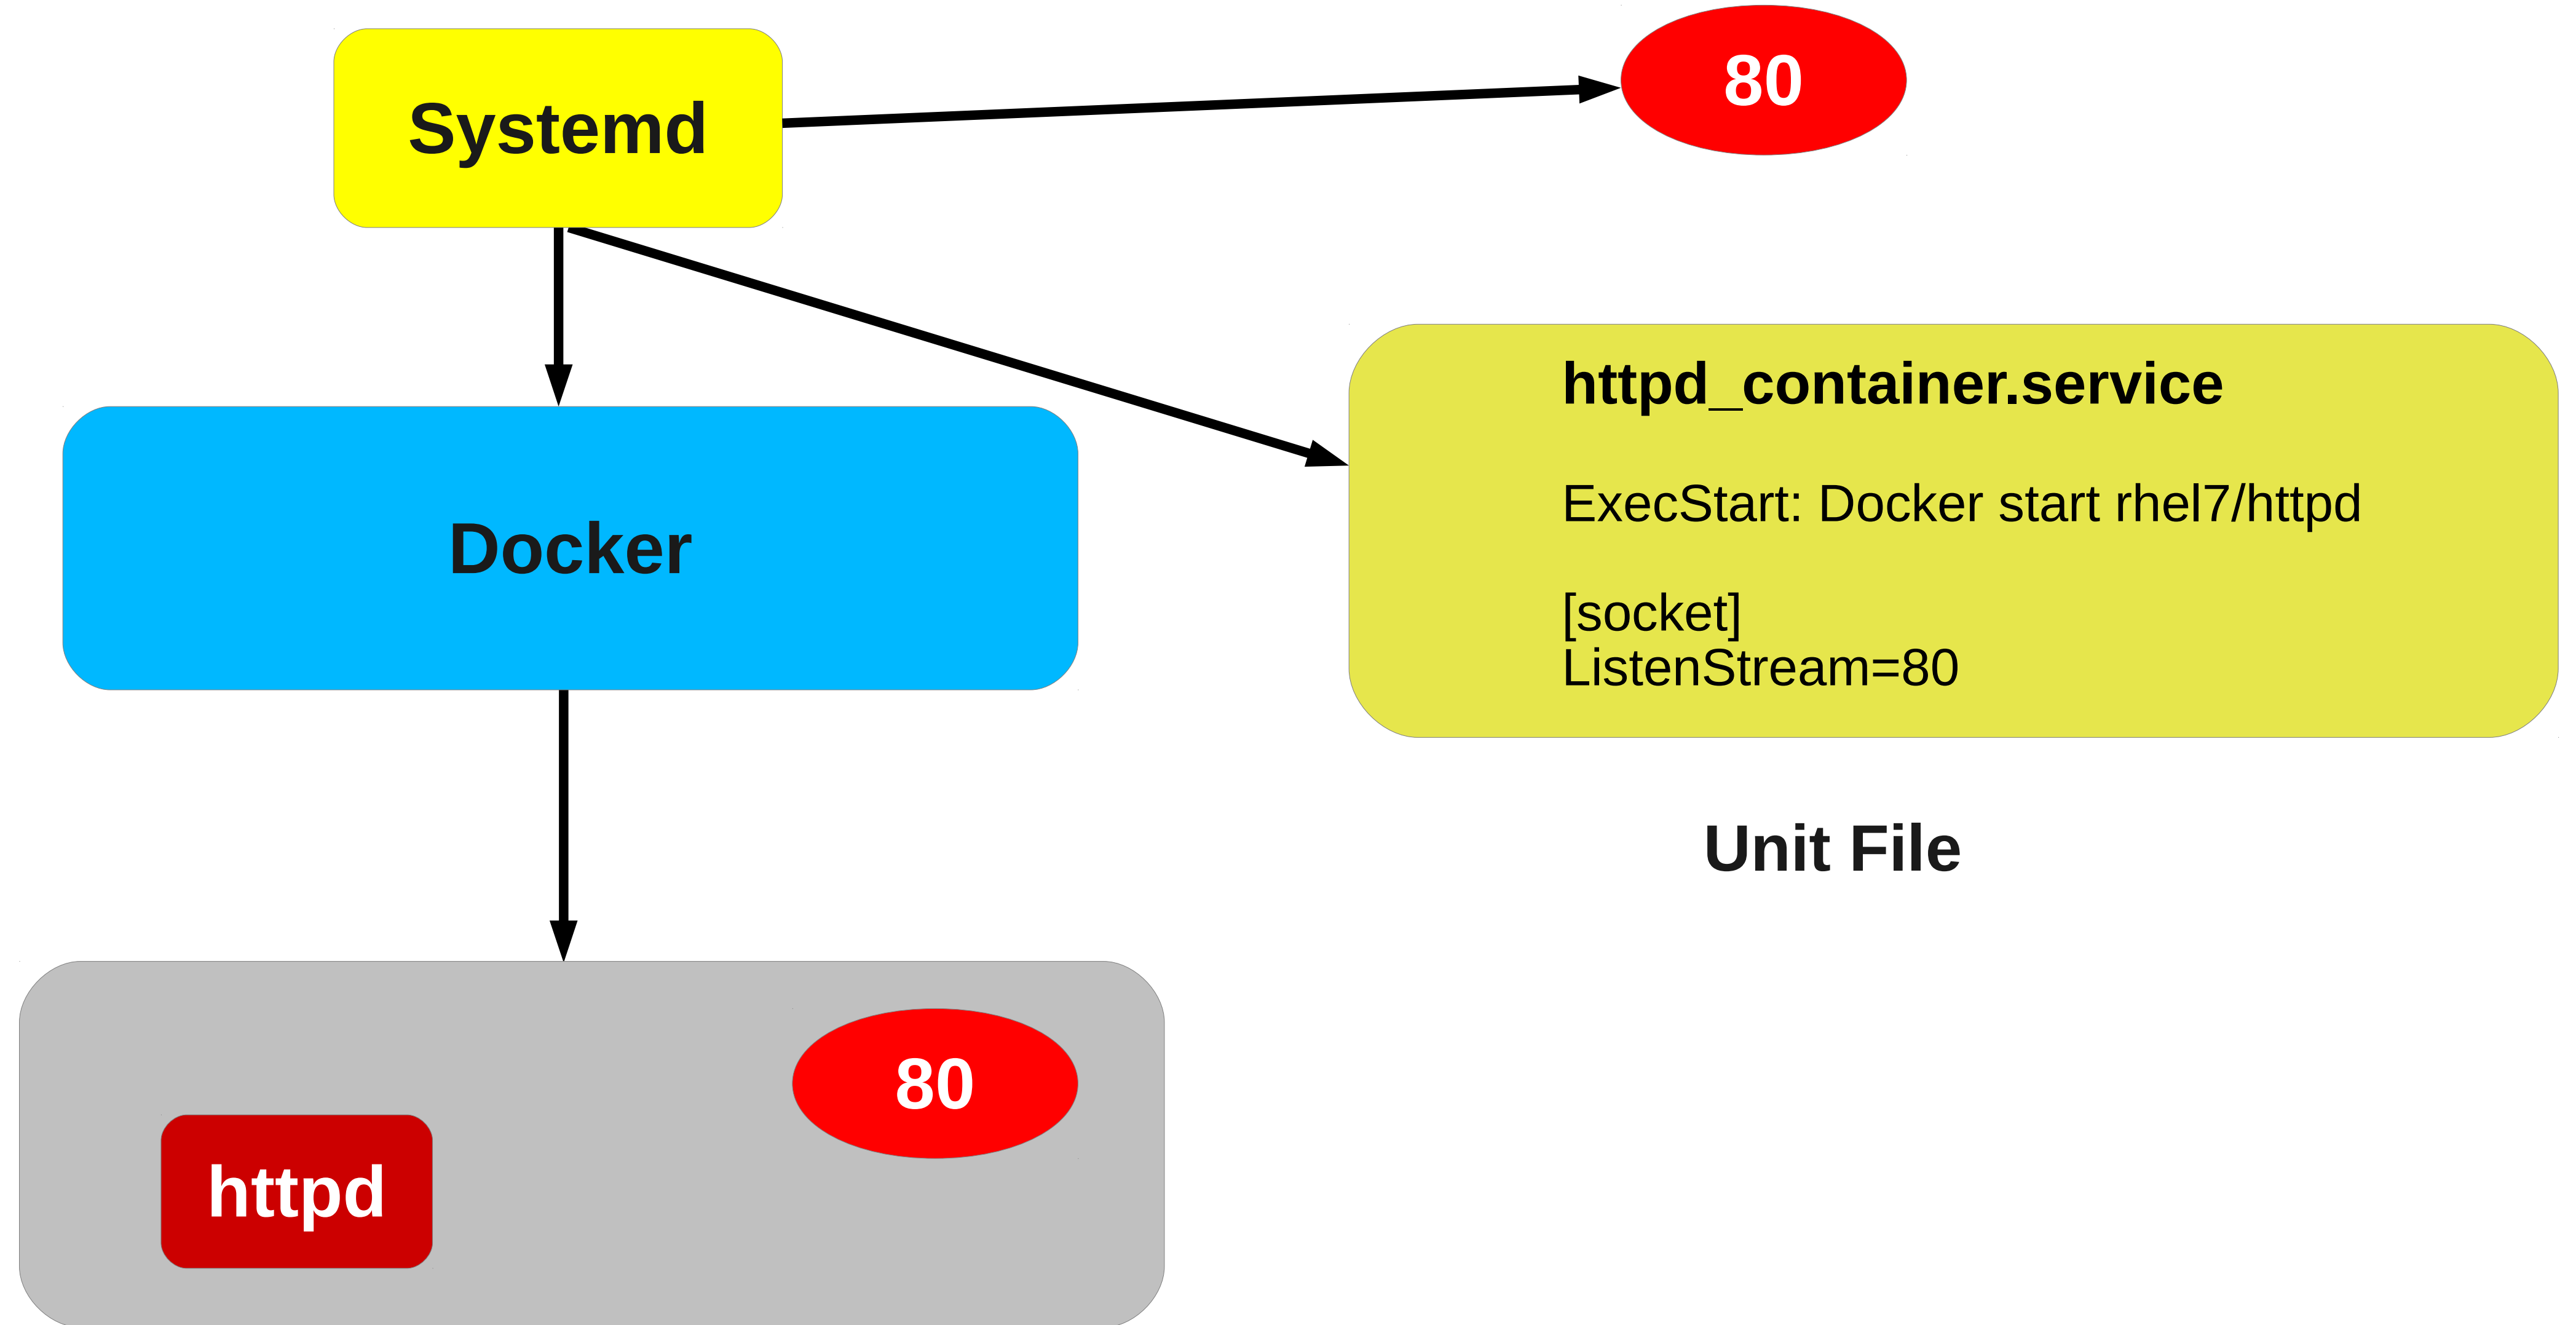 Systemd
80
httpd_container.service
ExecStart: Docker start rhel7/httpd
[socket]
ListenStream=80
Docker
Unit File
80
httpd